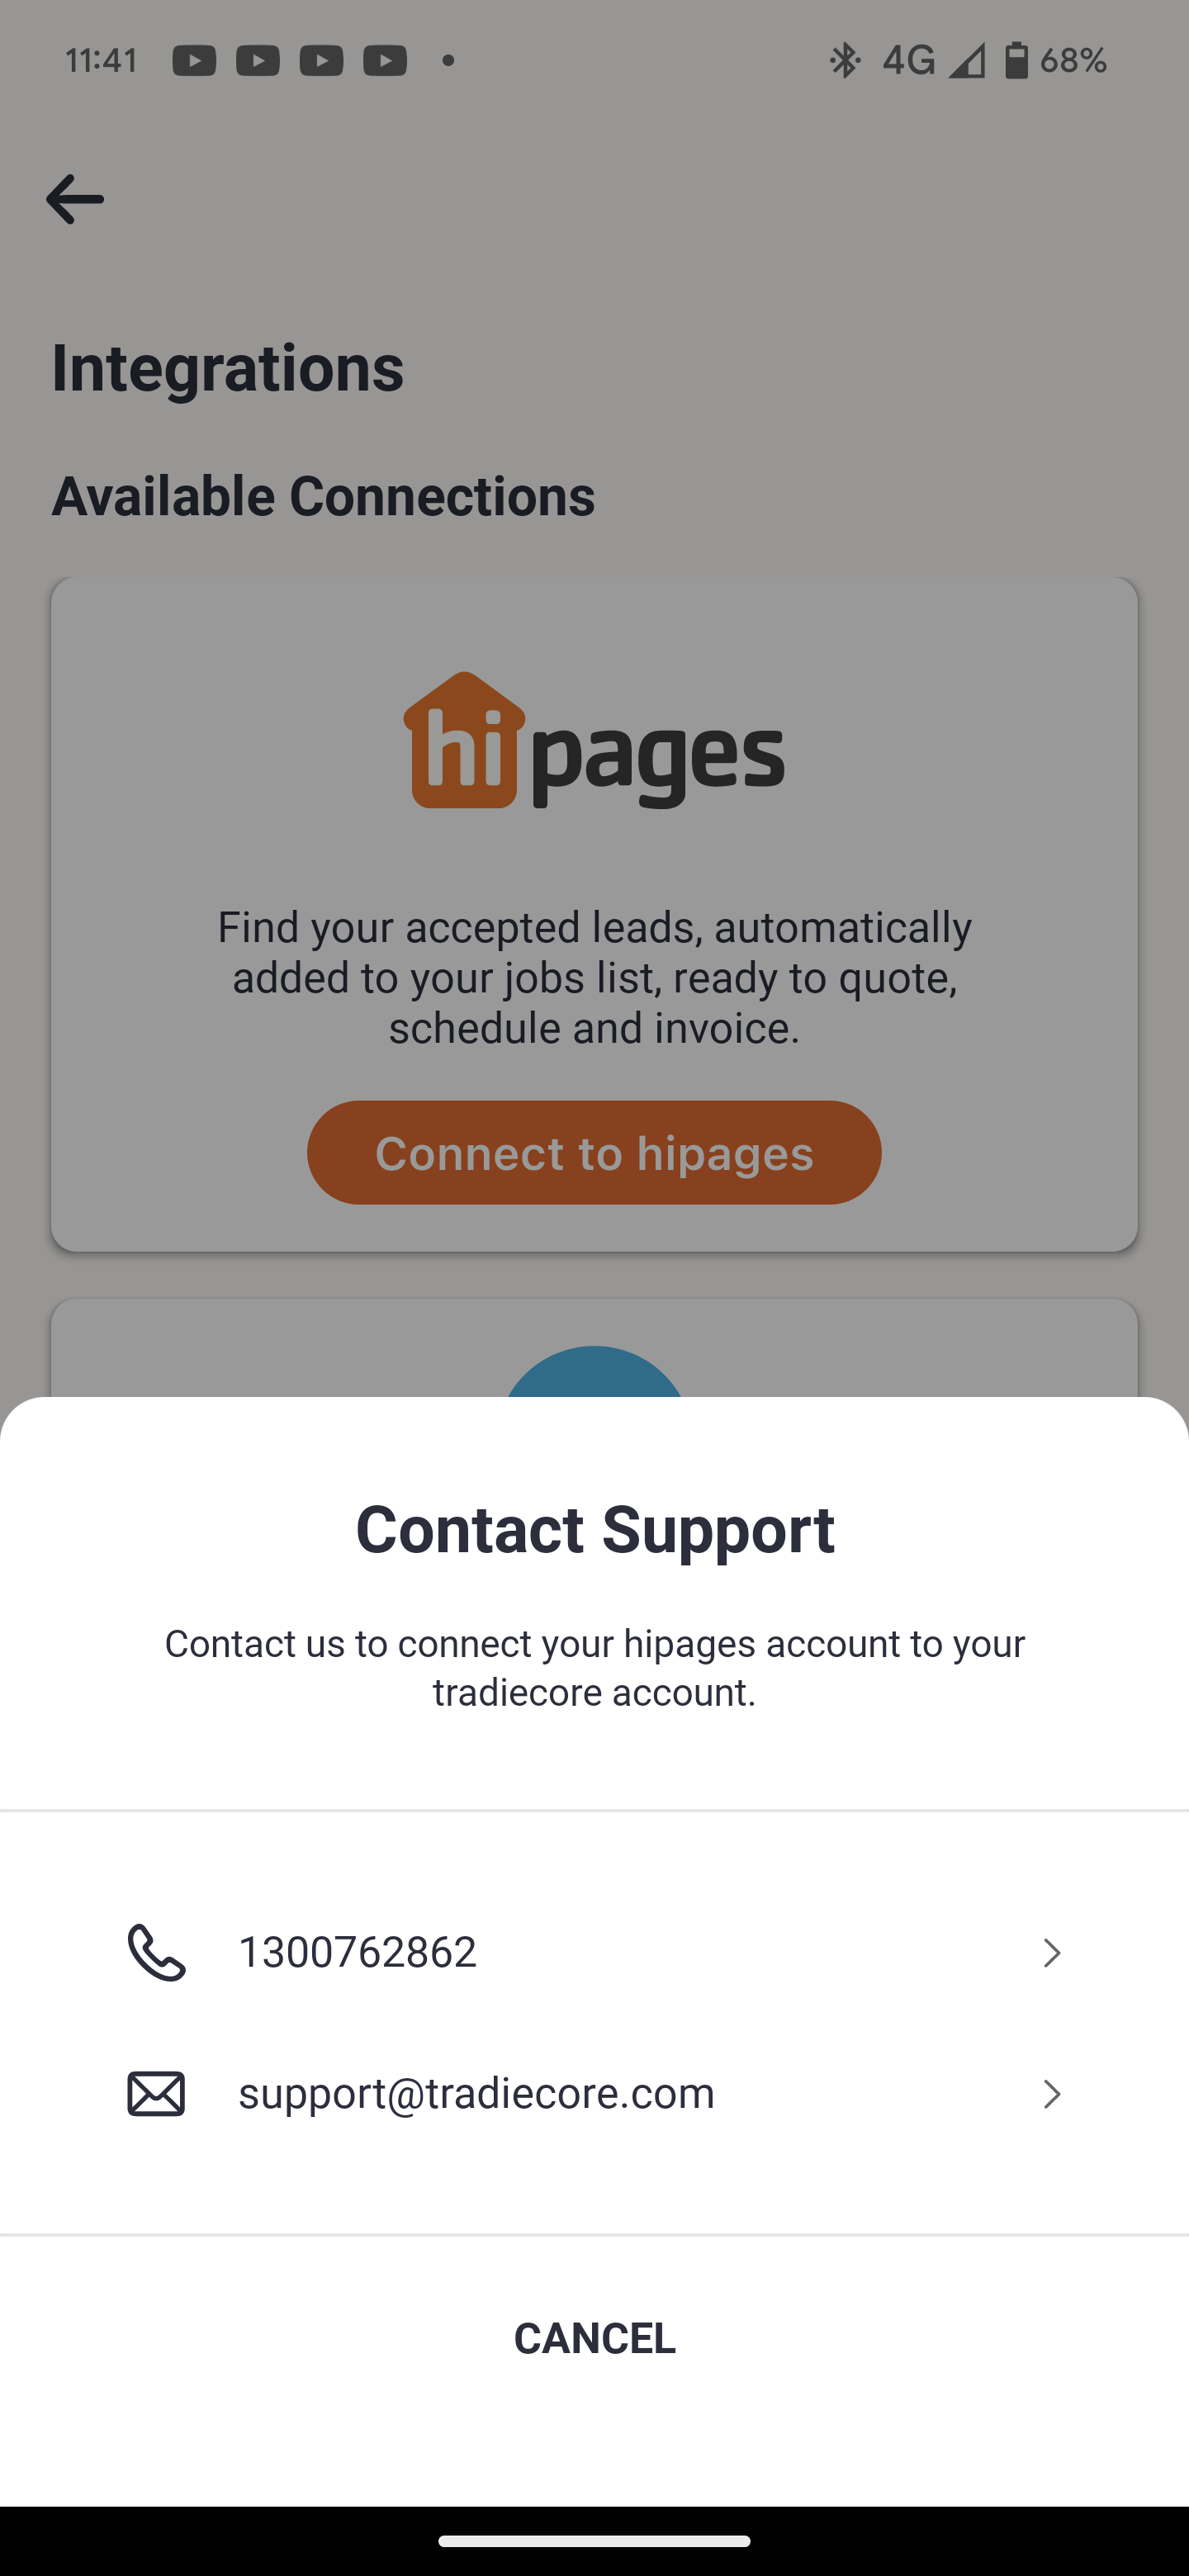 11:41
4G
68%
Integrations
Available Connections
hi pages
Find your accepted leads, automatically
added to your jobs list, ready to quote,
schedule and invoice.
Connect to hipages
Contact Support
Contact us to connect your hipages account to your
tradiecore account.
1300762862
support@tradiecore.com
CANCEL